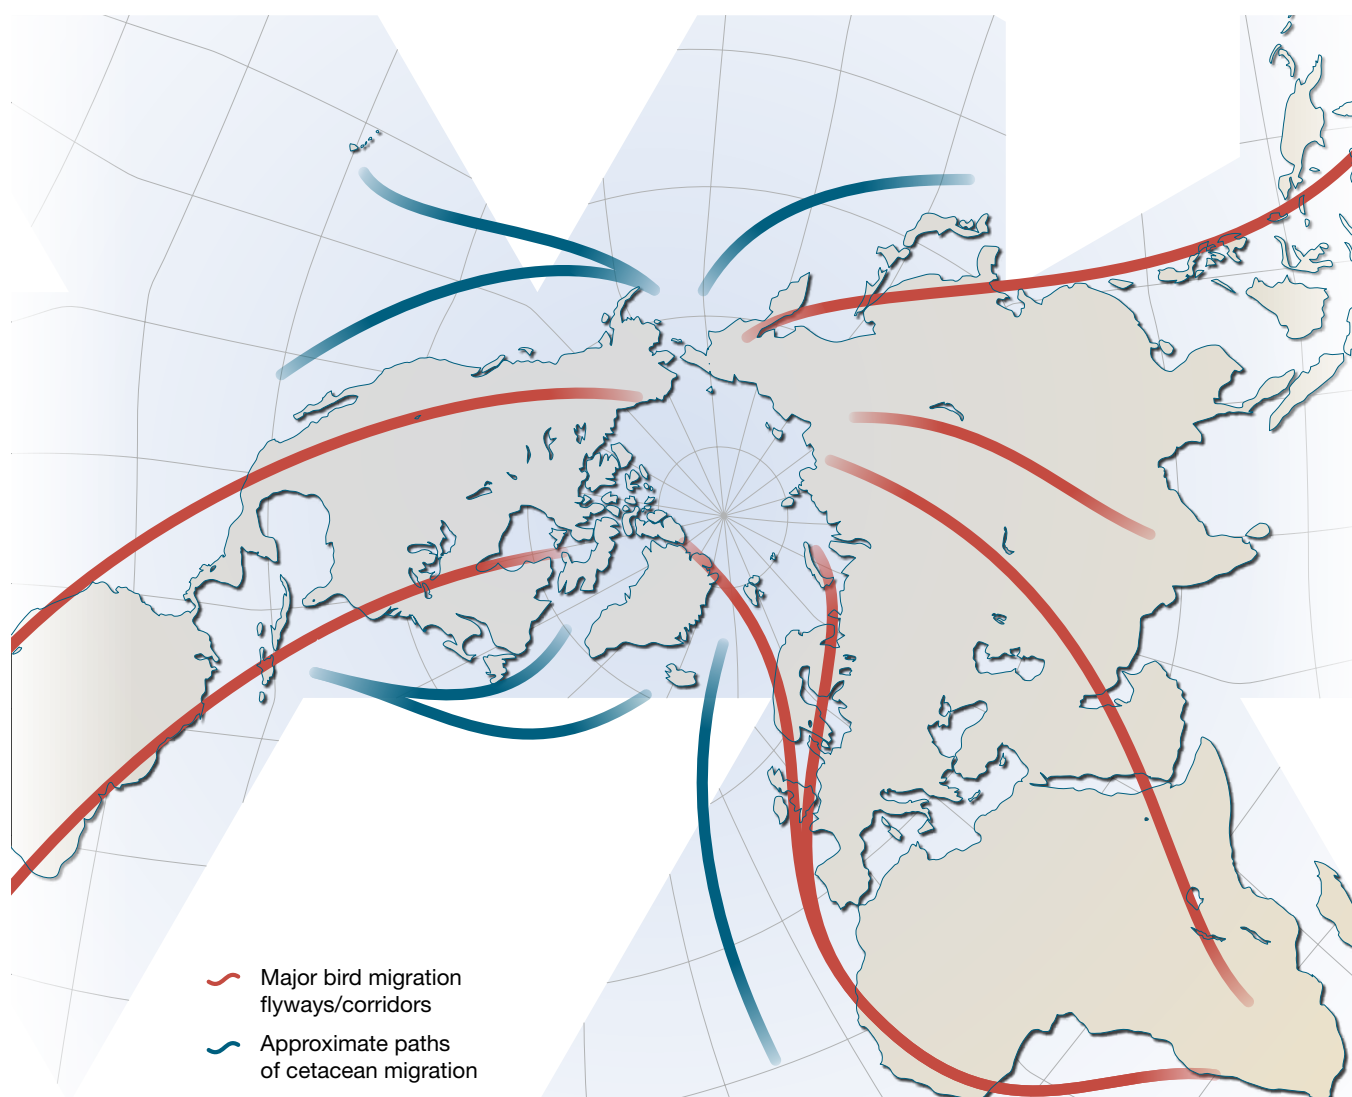 Major bird migration
flyways/corridors
Approximate paths
of cetacean migration